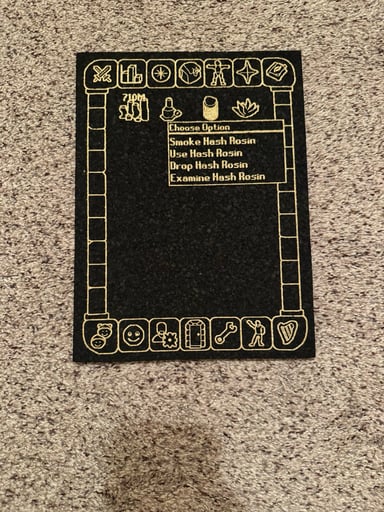 710M
Choose Option
Smoke Hash Rosin
Use Hash Rosin
Drop Hash Rosin
Examine Hash Rosin